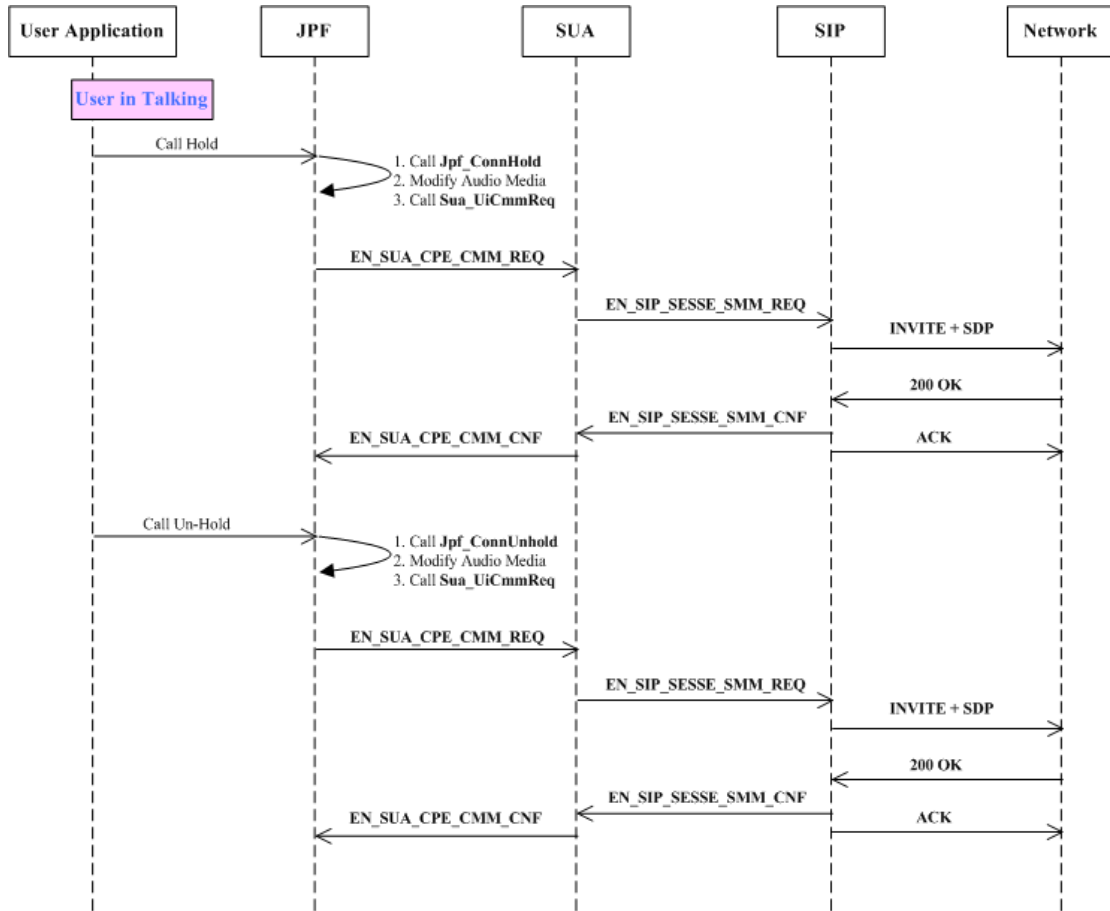 User Application
JPF
SUA
SIP
Network
User in Talking
Call Hold
1. Call Jpf_ConnHold
2. Modify Audio Media
3. Call Sua_UiCmmReq
EN_SUA_CPE_CMM_REQ
EN_SIP_SESSE_SMM_REQ
INVITE + SDP
200 OK
EN_SIP_SESSE_SMM_CNF
EN_SUA_CPE_CMM_CNF
ACK
Call Un-Hold
1. Call Jpf_ConnUnhold
2. Modify Audio Media
3. Call Sua_UiCmmReq
EN_SUA_CPE_CMM_REQ
EN_SIP_SESSE_SMM_REQ
INVITE + SDP
200 OK
EN_SIP_SESSE_SMM_CNF
EN_SUA_CPE_CMM_CNF
ACK